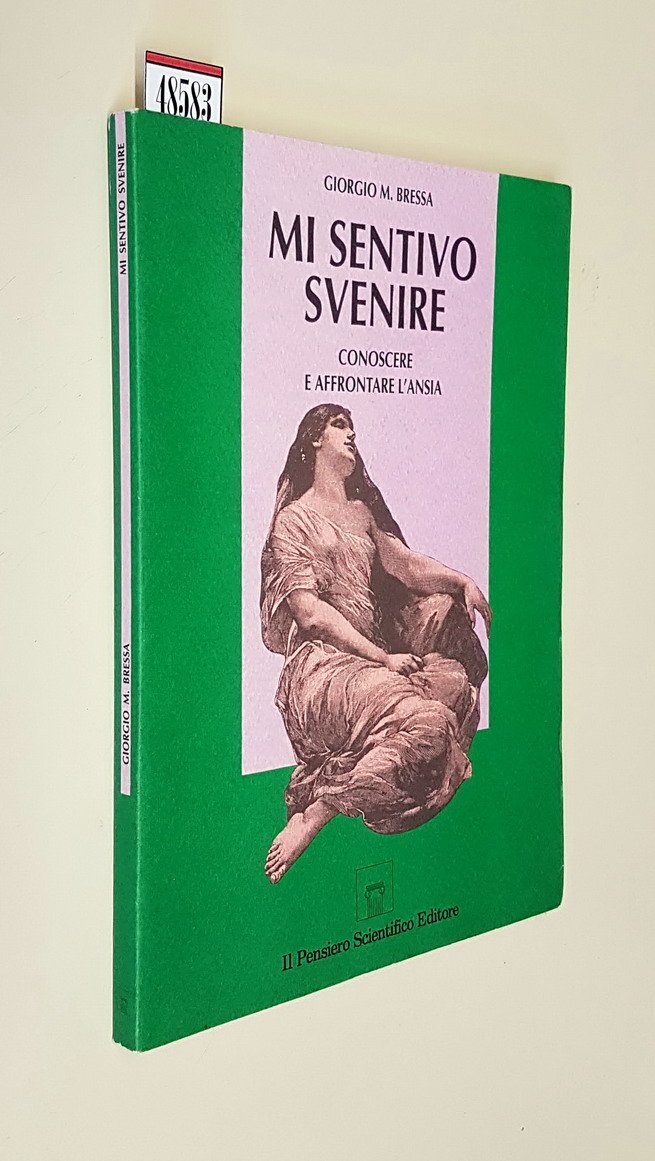 48583
GIORGIO M. BRESSA
MI SENTIVO
SVENIRE
CONOSCERE
E AFFRONTARE L'ANSIA
Il Pensiero Scientifico Editore
MI SENTIVO SVENIRE
GIORGIO M. BRESSA